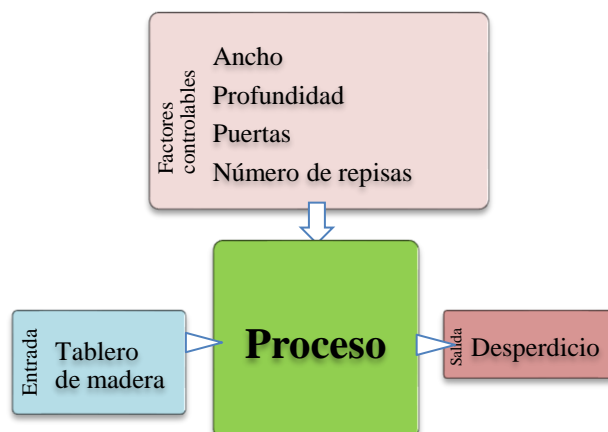 Factores
controlables
Ancho
Profundidad
Puertas
Número de repisas
Entrada
Tablero
de madera
Proceso
Salida
Desperdicio